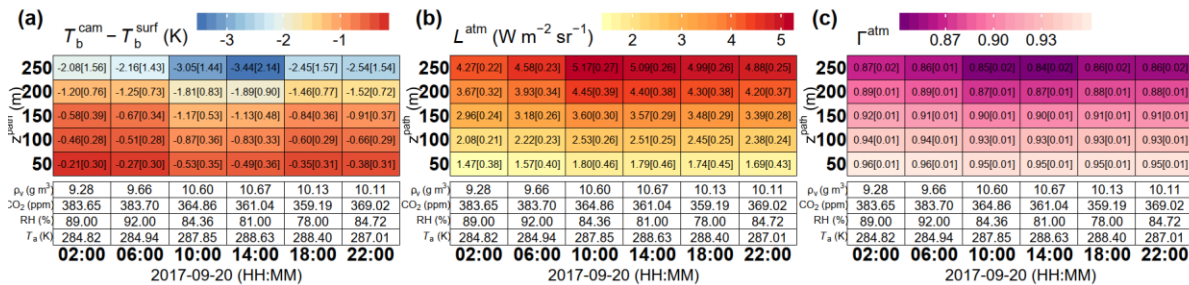 (a)
T_b^cam − T_b^surf (K)
-3 -2 -1
250 -2.08[1.56] -2.16[1.43] -3.05[1.44] -3.44[2.14] -2.45[1.57] -2.54[1.54]
200 -1.20[0.76] -1.25[0.73] -1.81[0.83] -1.89[0.90] -1.46[0.77] -1.52[0.72]
150 -0.58[0.39] -0.67[0.34] -1.17[0.53] -1.13[0.48] -0.84[0.36] -0.91[0.37]
100 -0.46[0.28] -0.51[0.28] -0.87[0.36] -0.83[0.33] -0.60[0.29] -0.66[0.29]
50 -0.21[0.30] -0.27[0.30] -0.53[0.35] -0.49[0.36] -0.35[0.31] -0.38[0.31]
z^path (m)
ρ_v (g m³) 9.28 9.66 10.60 10.67 10.13 10.11
CO₂ (ppm) 383.65 383.70 364.86 361.04 359.19 369.02
RH (%) 89.00 92.00 84.36 81.00 78.00 84.72
T_a (K) 284.82 284.94 287.85 288.63 288.40 287.01
02:00 06:00 10:00 14:00 18:00 22:00
2017-09-20 (HH:MM)
(b)
L^atm (W m⁻² sr⁻¹)
2 3 4 5
250 4.27[0.22] 4.58[0.23] 5.17[0.27] 5.09[0.26] 4.99[0.26] 4.88[0.25]
200 3.67[0.32] 3.93[0.34] 4.45[0.39] 4.40[0.38] 4.30[0.38] 4.20[0.37]
150 2.96[0.24] 3.18[0.26] 3.60[0.30] 3.57[0.29] 3.48[0.29] 3.39[0.28]
100 2.08[0.21] 2.22[0.23] 2.53[0.26] 2.51[0.25] 2.45[0.25] 2.38[0.24]
50 1.47[0.38] 1.57[0.40] 1.80[0.46] 1.79[0.46] 1.74[0.45] 1.69[0.43]
z^path (m)
ρ_v (g m³) 9.28 9.66 10.60 10.67 10.13 10.11
CO₂ (ppm) 383.65 383.70 364.86 361.04 359.19 369.02
RH (%) 89.00 92.00 84.36 81.00 78.00 84.72
T_a (K) 284.82 284.94 287.85 288.63 288.40 287.01
02:00 06:00 10:00 14:00 18:00 22:00
2017-09-20 (HH:MM)
(c)
Γ^atm
0.87 0.90 0.93
250 0.87[0.02] 0.86[0.01] 0.85[0.02] 0.84[0.02] 0.86[0.02] 0.86[0.02]
200 0.89[0.01] 0.89[0.01] 0.87[0.01] 0.87[0.01] 0.88[0.01] 0.88[0.01]
150 0.92[0.01] 0.91[0.01] 0.90[0.01] 0.90[0.01] 0.91[0.01] 0.91[0.01]
100 0.94[0.01] 0.94[0.01] 0.93[0.01] 0.93[0.01] 0.93[0.01] 0.93[0.01]
50 0.96[0.01] 0.96[0.01] 0.95[0.01] 0.95[0.01] 0.95[0.01] 0.96[0.01]
z^path (m)
ρ_v (g m³) 9.28 9.66 10.60 10.67 10.13 10.11
CO₂ (ppm) 383.65 383.70 364.86 361.04 359.19 369.02
RH (%) 89.00 92.00 84.36 81.00 78.00 84.72
T_a (K) 284.82 284.94 287.85 288.63 288.40 287.01
02:00 06:00 10:00 14:00 18:00 22:00
2017-09-20 (HH:MM)